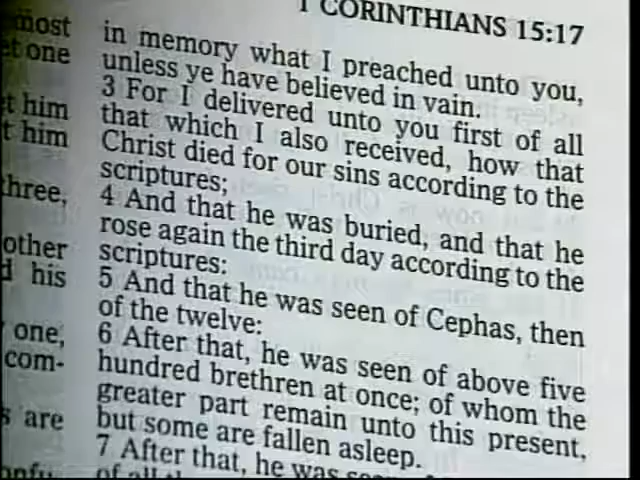 1 CORINTHIANS 15:17
most
et one
t him
t him
three,
other
d his
one,
com-
s are
in memory what I preached unto you,
unless ye have believed in vain.
3 For I delivered unto you first of all
that which I also received, how that
Christ died for our sins according to the
scriptures;
4 And that he was buried, and that he
rose again the third day according to the
scriptures:
5 And that he was seen of Cephas, then
of the twelve:
6 After that, he was seen of above five
hundred brethren at once; of whom the
greater part remain unto this present,
but some are fallen asleep.
7 After that, he was
of all